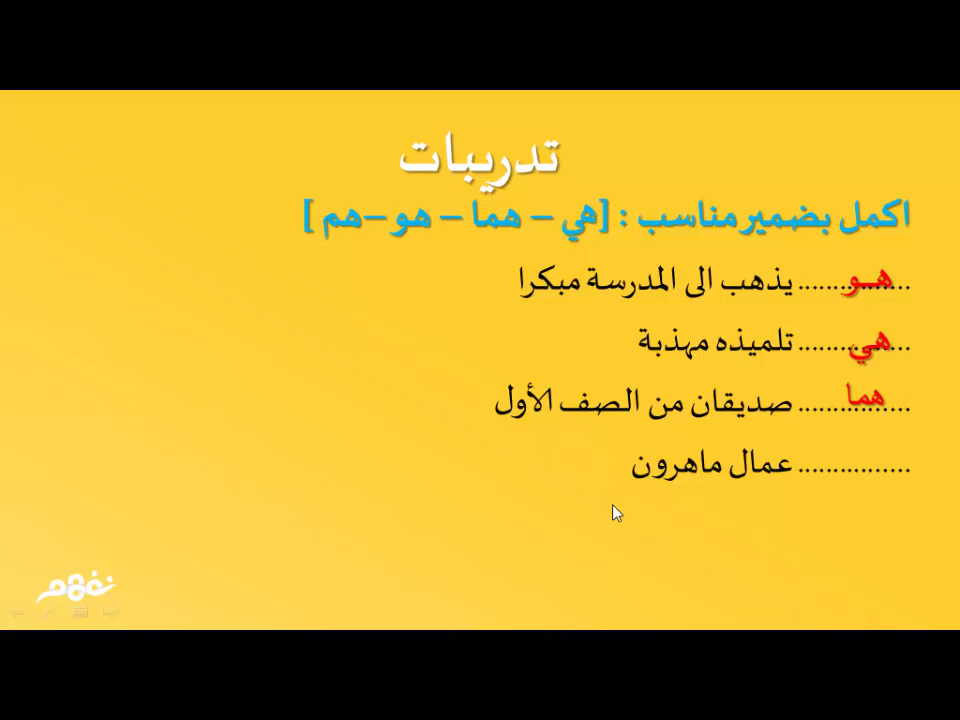 تدريبات
اكمل بضمير مناسب : [هي – هما – هو –هم ]
......هـو...... يذهب الى المدرسة مبكرا
......هي...... تلميذه مهذبة
......هما...... صديقان من الصف الأول
................ عمال ماهرون
نفهم